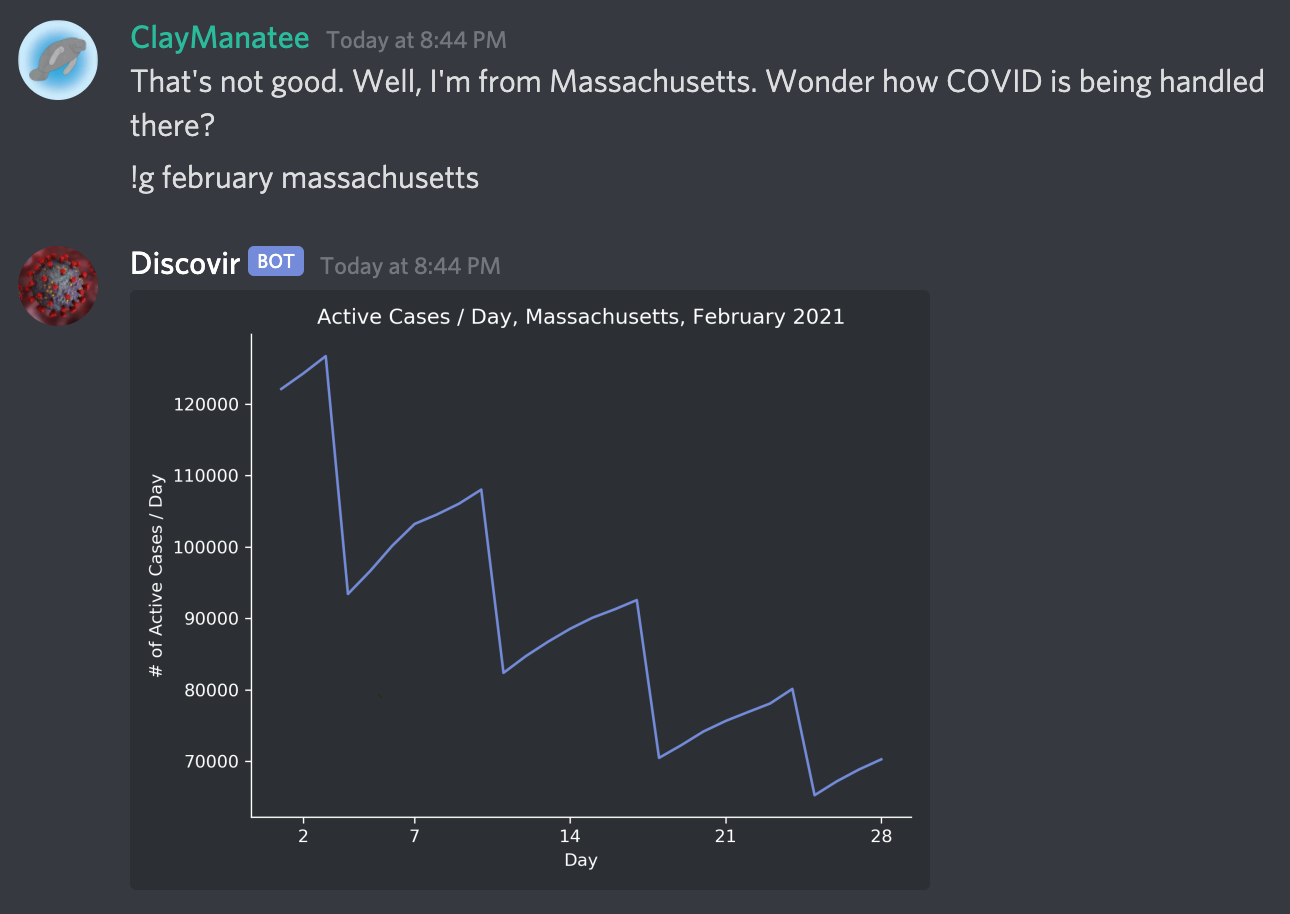 ClayManatee Today at 8:44 PM
That's not good. Well, I'm from Massachusetts. Wonder how COVID is being handled
there?
!g february massachusetts
Discovir BOT Today at 8:44 PM
Active Cases / Day, Massachusetts, February 2021
# of Active Cases / Day
120000
110000
100000
90000
80000
70000
2 7 14 21 28
Day